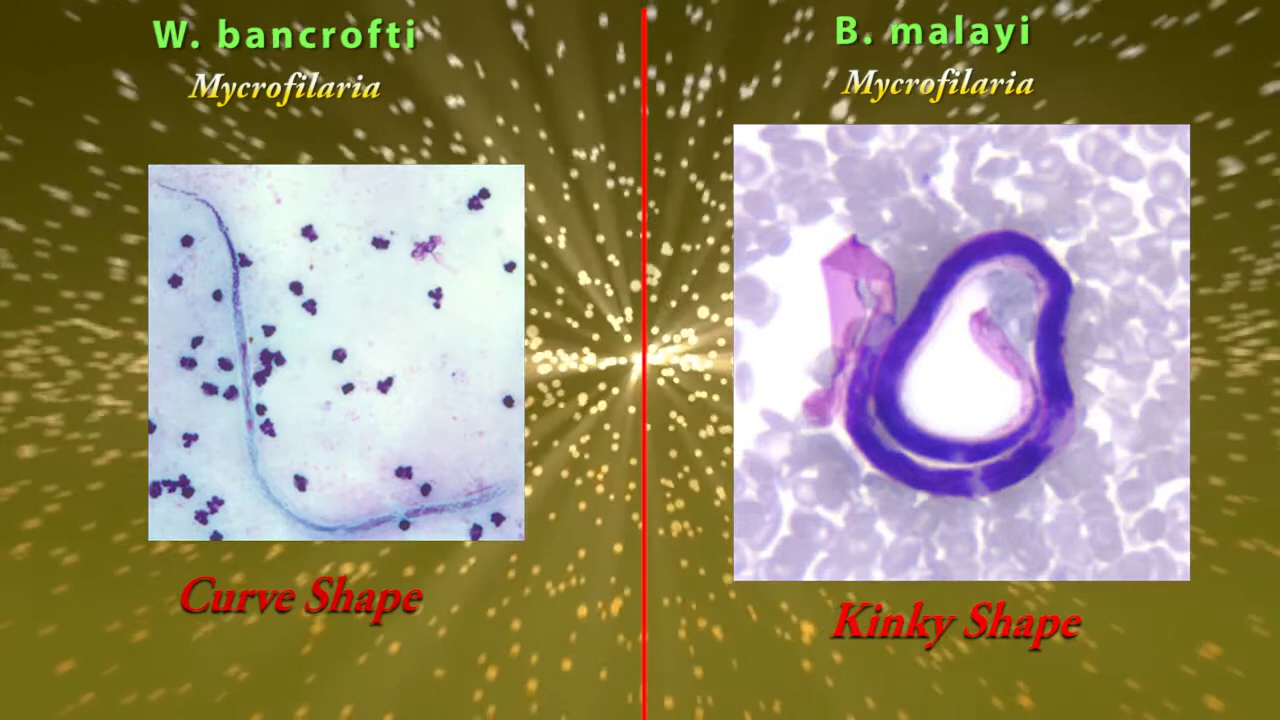 W. bancrofti
Mycrofilaria
Curve Shape
B. malayi
Mycrofilaria
Kinky Shape